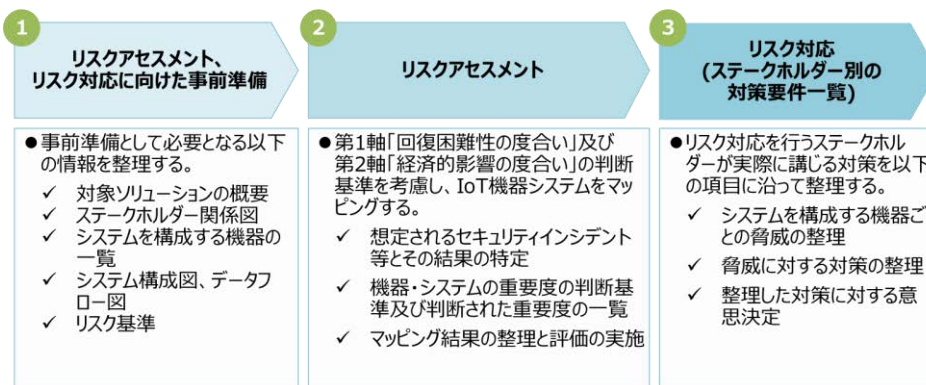 1
リスクアセスメント、
リスク対応に向けた事前準備
●事前準備として必要となる以下
の情報を整理する。
✓ 対象ソリューションの概要
✓ ステークホルダー関係図
✓ システムを構成する機器の
一覧
✓ システム構成図、データフ
ロー図
✓ リスク基準
2
リスクアセスメント
●第1軸「回復困難性の度合い」及び
第2軸「経済的影響の度合い」の判断
基準を考慮し、IoT機器システムをマッ
ピングする。
✓ 想定されるセキュリティインシデント
等とその結果の特定
✓ 機器・システムの重要度の判断基
準及び判断された重要度の一覧
✓ マッピング結果の整理と評価の実施
3
リスク対応
(ステークホルダー別の
対策要件一覧)
●リスク対応を行うステークホル
ダーが実際に講じる対策を以下
の項目に沿って整理する。
✓ システムを構成する機器ご
との脅威の整理
✓ 脅威に対する対策の整理
✓ 整理した対策に対する意
思決定